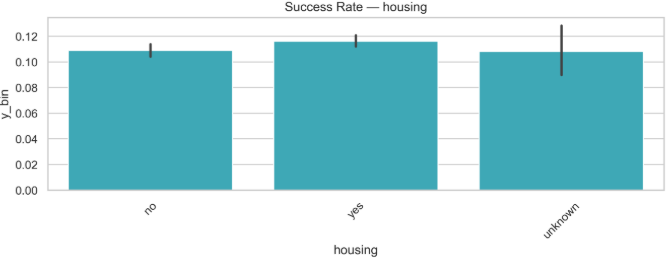 Success Rate — housing
y_bin
0.12
0.10
0.08
0.06
0.04
0.02
0.00
no
yes
unknown
housing